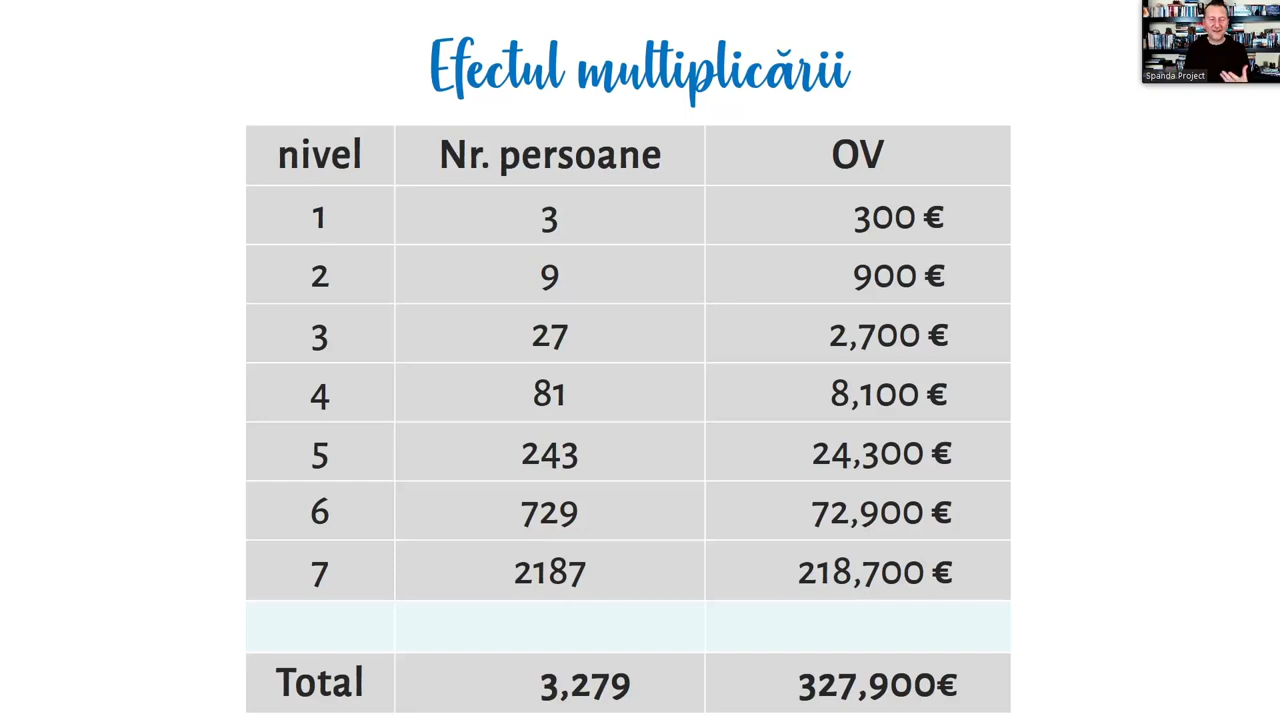 Efectul multiplicării
Spanda Project
nivel Nr. persoane OV
1 3 300 €
2 9 900 €
3 27 2,700 €
4 81 8,100 €
5 243 24,300 €
6 729 72,900 €
7 2187 218,700 €
Total 3,279 327,900€